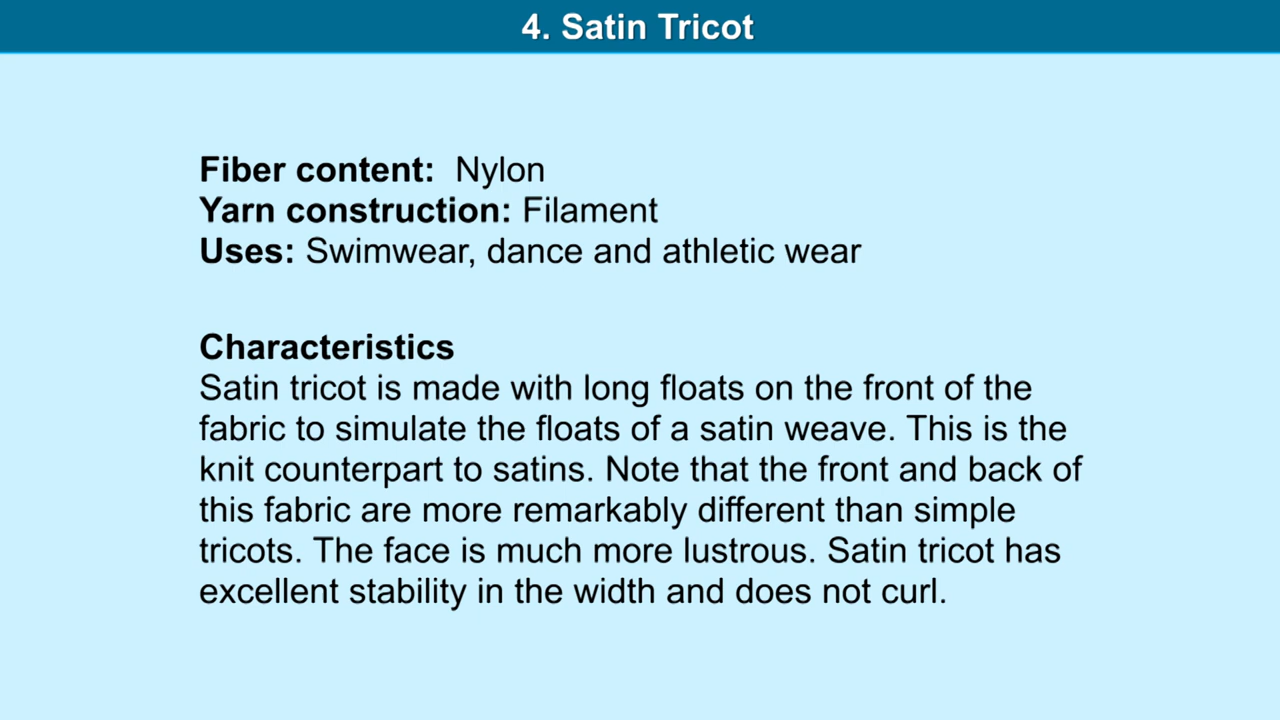 4. Satin Tricot
Fiber content: Nylon
Yarn construction: Filament
Uses: Swimwear, dance and athletic wear
Characteristics
Satin tricot is made with long floats on the front of the
fabric to simulate the floats of a satin weave. This is the
knit counterpart to satins. Note that the front and back of
this fabric are more remarkably different than simple
tricots. The face is much more lustrous. Satin tricot has
excellent stability in the width and does not curl.